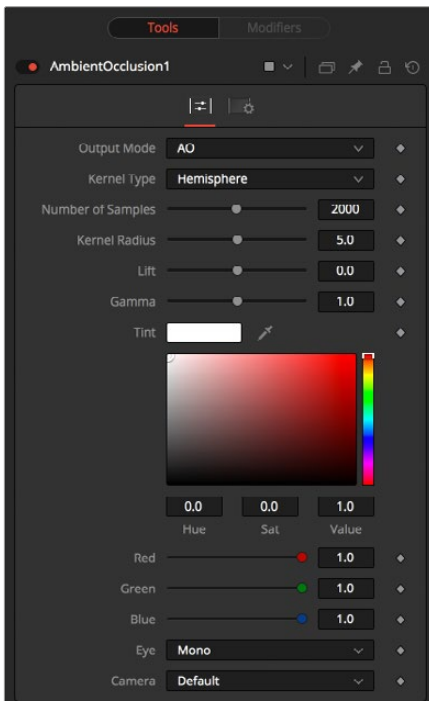 Tools Modifiers
AmbientOcclusion1
Output Mode AO
Kernel Type Hemisphere
Number of Samples 2000
Kernel Radius 5.0
Lift 0.0
Gamma 1.0
Tint
0.0 0.0 1.0
Hue Sat Value
Red 1.0
Green 1.0
Blue 1.0
Eye Mono
Camera Default